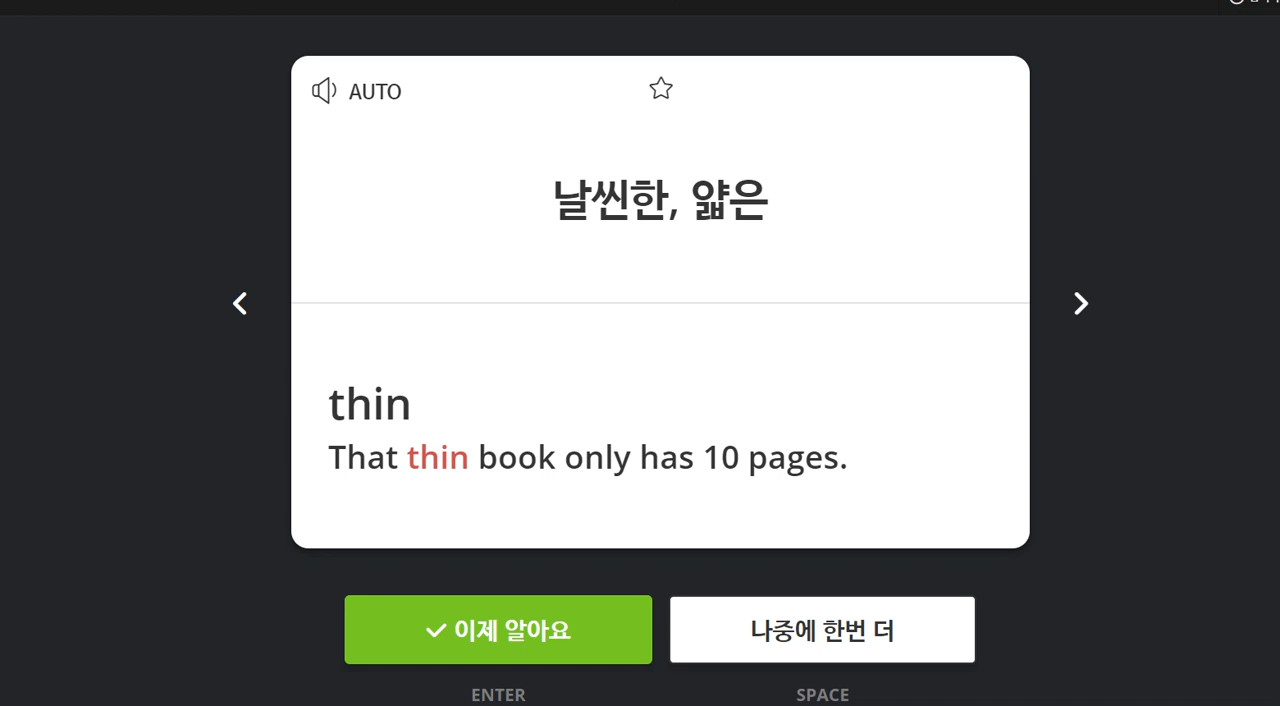 AUTO
날씬한, 얇은
thin
That thin book only has 10 pages.
이제 알아요
나중에 한번 더
ENTER
SPACE